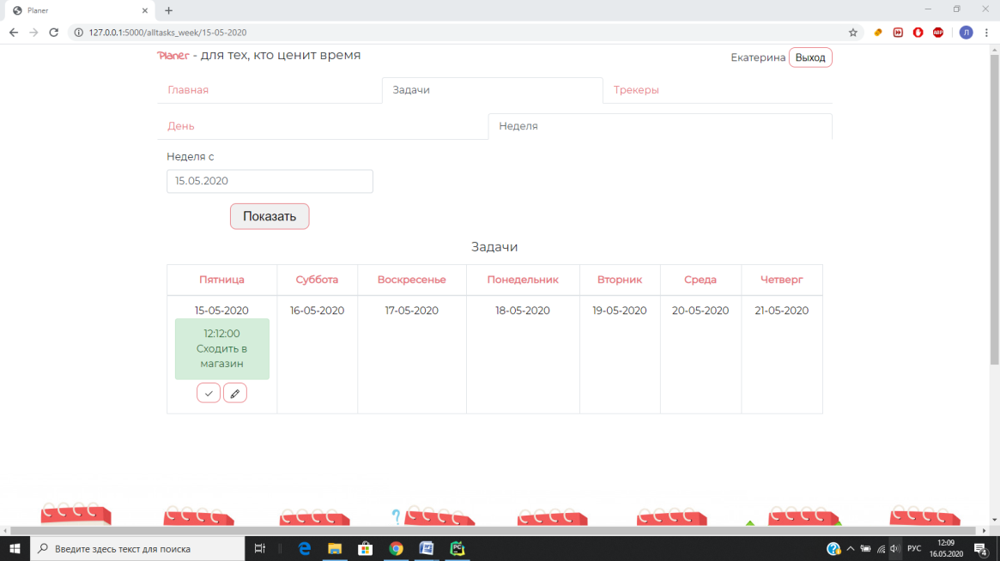 Planer
127.0.0.1:5000/alltasks_week/15-05-2020
ABP
Л
Planer - для тех, кто ценит время
Екатерина Выход
Главная Задачи Трекеры
День Неделя
Неделя с
15.05.2020
Показать
Задачи
Пятница Суббота Воскресенье Понедельник Вторник Среда Четверг
15-05-2020 16-05-2020 17-05-2020 18-05-2020 19-05-2020 20-05-2020 21-05-2020
12:12:00
Сходить в
магазин
?
Введите здесь текст для поиска
PC
РУС
12:09
16.05.2020
4